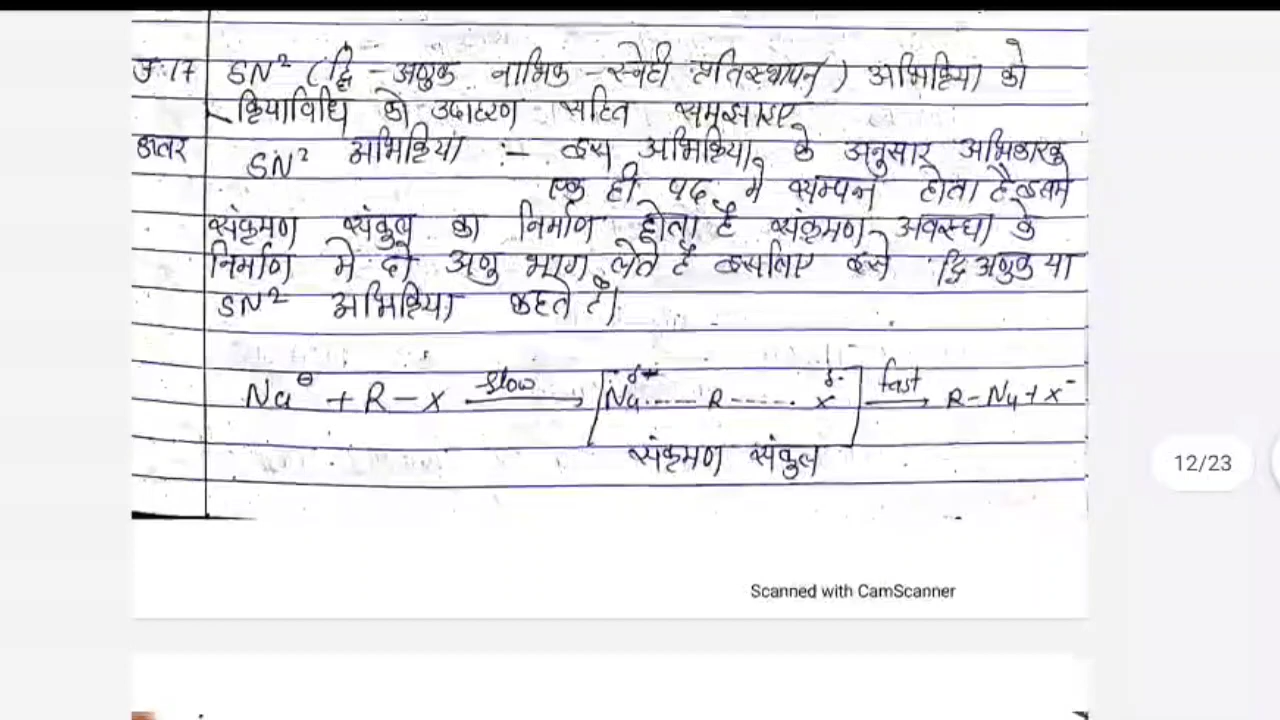 प्र.17 SN² (द्वि - अणुक नाभिक - स्नेही प्रतिस्थापन) अभिक्रिया की
क्रियाविधि को उदाहरण सहित समझाइए
उत्तर SN² अभिक्रिया :- इस अभिक्रिया के अनुसार अभिकारक
एक ही पद मे सम्पन्न होता है इसमे
संक्रमण संकुल का निर्माण होता है संक्रमण अवस्था के
निर्माण मे दो अणु भाग लेते है इसलिए इसे द्विअणुक या
SN² अभिक्रिया कहते है।
Nu⊖ + R – X slow→ [Nu δ- ---- R ----- X δ-] fast→ R – Nu + X⁻
संक्रमण संकुल
12/23
Scanned with CamScanner